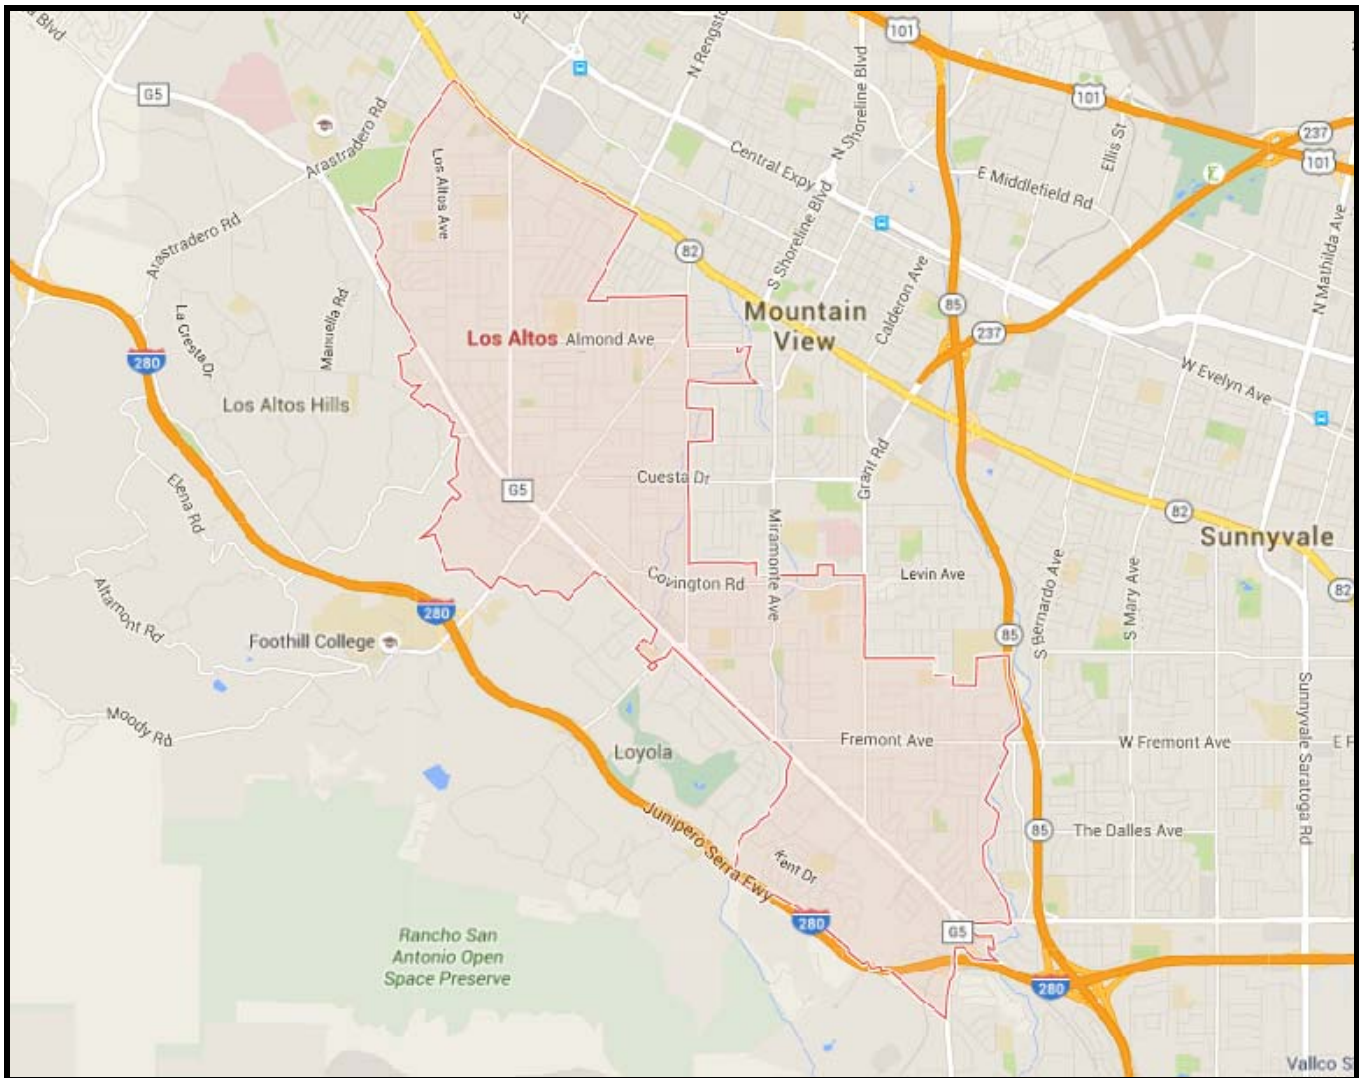 101
G5
101
237
101
Arastradero Rd
N Rengsto
N Shoreline Blvd
Ellis St
Central Expy
E Middlefield Rd
Los Altos Ave
Arastradero Rd
S Shoreline Blvd
N Mathilda Ave
82
Calderon Ave
La Cresta Dr
Manuella Rd
85
Mountain
View
237
Los Altos
Almond Ave
280
W Evelyn Ave
Los Altos Hills
Grant Rd
Cuesta Dr
G5
Elena Rd
82
Sunnyvale
Miramonte Ave
Levin Ave
Covington Rd
82
S Bernardo Ave
S Mary Ave
Altamont Rd
280
Foothill College
85
Moody Rd
Sunnyvale Saratoga Rd
Loyola
Fremont Ave
W Fremont Ave
E F
Junipero Serra Fwy
85
The Dalles Ave
Kent Dr
280
G5
Rancho San
Antonio Open
Space Preserve
280
Vallco S